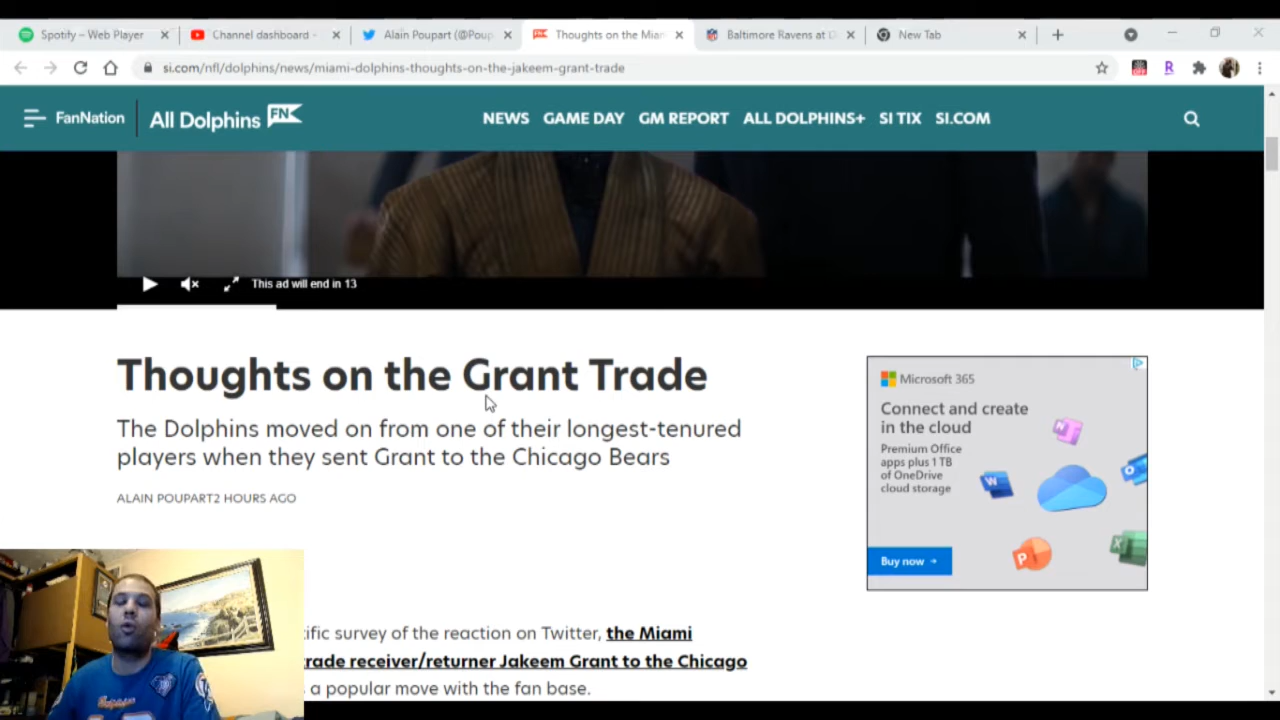 Spotify – Web Player
Channel dashboard -
Alain Poupart (@Poup
Thoughts on the Mian
Baltimore Ravens at D
New Tab
si.com/nfl/dolphins/news/miami-dolphins-thoughts-on-the-jakeem-grant-trade
OFF
R
FanNation
All Dolphins FN
NEWS GAME DAY GM REPORT ALL DOLPHINS+ SI TIX SI.COM
This ad will end in 13
Thoughts on the Grant Trade
The Dolphins moved on from one of their longest-tenured
players when they sent Grant to the Chicago Bears
ALAIN POUPART2 HOURS AGO
Microsoft 365
Connect and create
in the cloud
Premium Office
apps plus 1 TB
of OneDrive
cloud storage
N
W
O
P
X
Buy now →
ific survey of the reaction on Twitter, the Miami
trade receiver/returner Jakeem Grant to the Chicago
a popular move with the fan base.